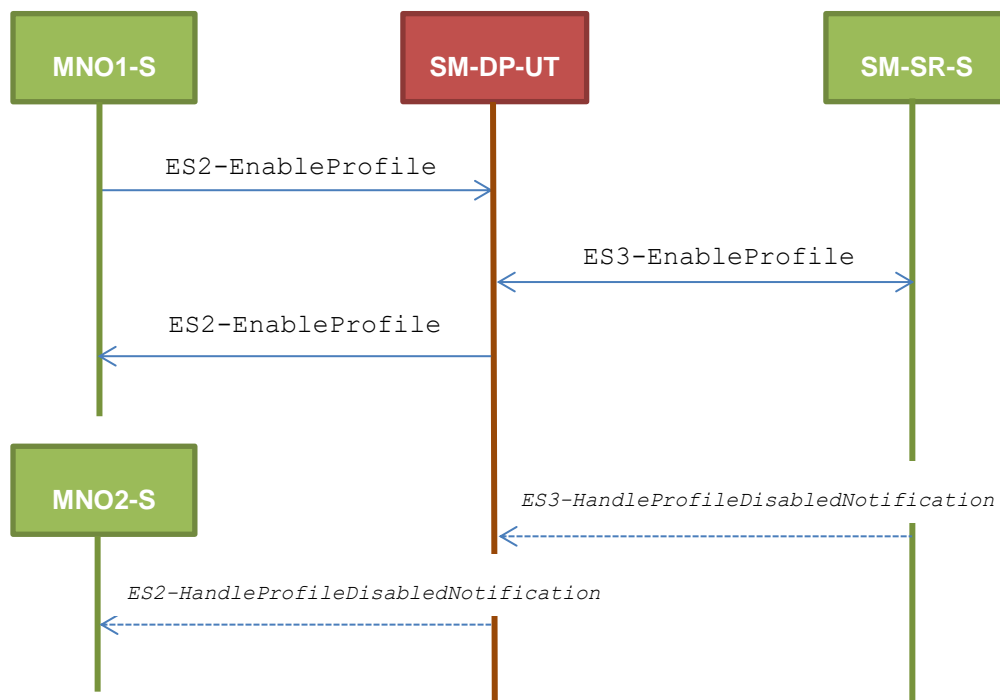 MNO1-S
SM-DP-UT
SM-SR-S
ES2-EnableProfile
ES3-EnableProfile
ES2-EnableProfile
MNO2-S
ES3-HandleProfileDisabledNotification
ES2-HandleProfileDisabledNotification